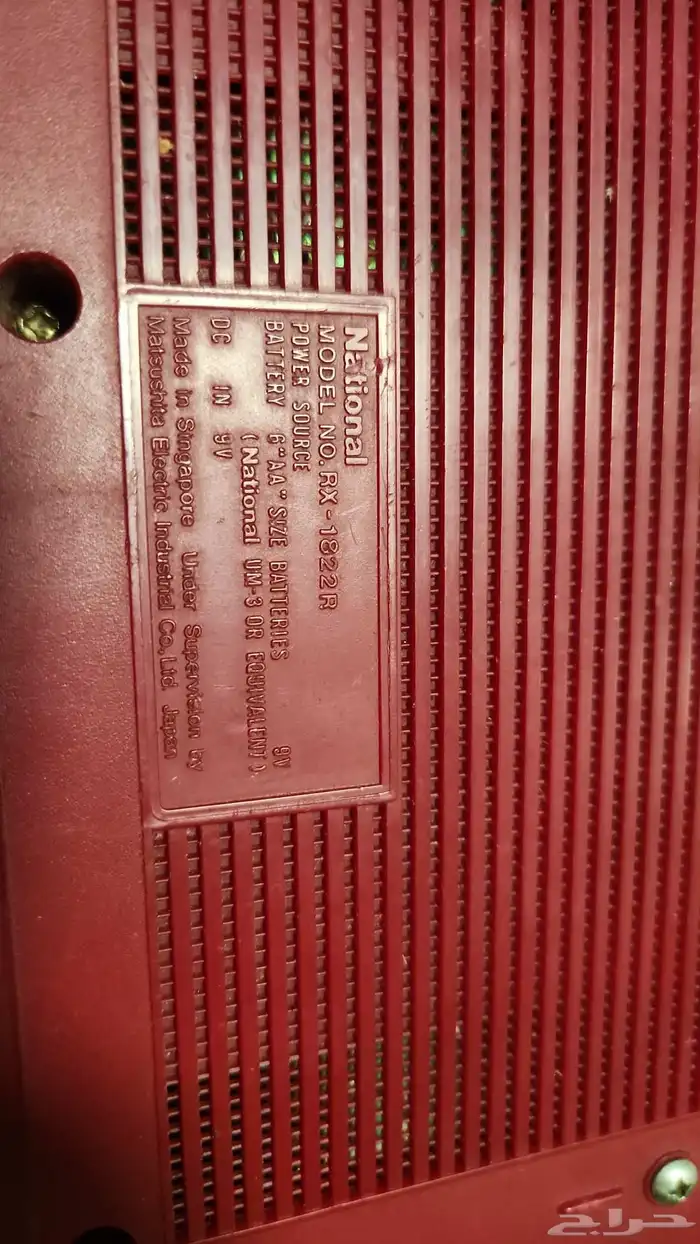 National
MODEL NO. RX-1822R
POWER SOURCE
BATTERY 6"AA" SIZE BATTERIES 9V
(National UM-3 OR EQUIVALENT).
DC IN 9V
Made in Singapore Under Supervision by
Matsushita Electric Industrial Co., Ltd. Japan
حراج